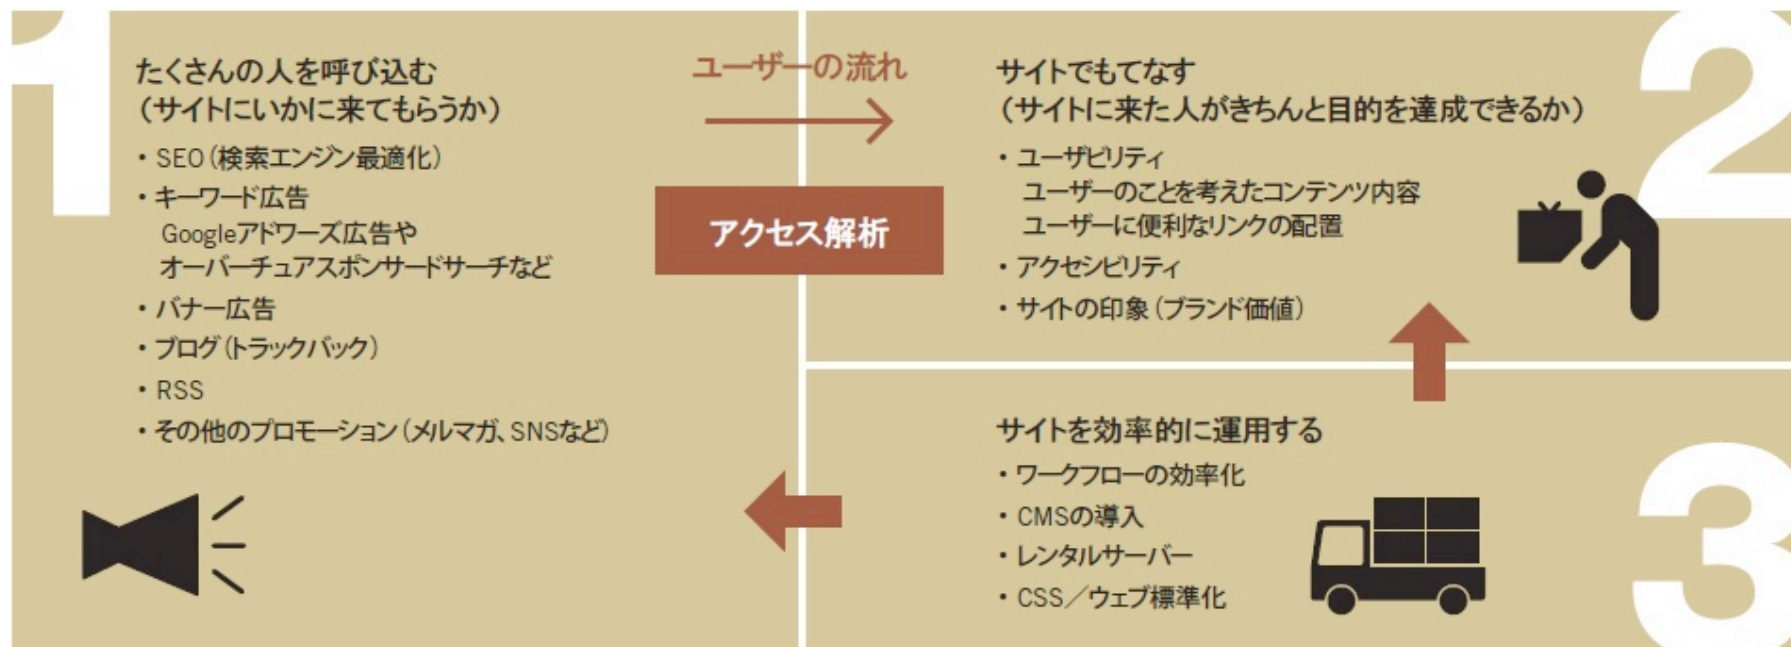 1
たくさんの人を呼び込む
（サイトにいかに来てもらうか）
・SEO（検索エンジン最適化）
・キーワード広告
Googleアドワーズ広告や
オーバーチュアスポンサードサーチなど
・バナー広告
・ブログ（トラックバック）
・RSS
・その他のプロモーション（メルマガ、SNSなど）
ユーザーの流れ
アクセス解析
2
サイトでもてなす
（サイトに来た人がきちんと目的を達成できるか）
・ユーザビリティ
ユーザーのことを考えたコンテンツ内容
ユーザーに便利なリンクの配置
・アクセシビリティ
・サイトの印象（ブランド価値）
3
サイトを効率的に運用する
・ワークフローの効率化
・CMSの導入
・レンタルサーバー
・CSS／ウェブ標準化